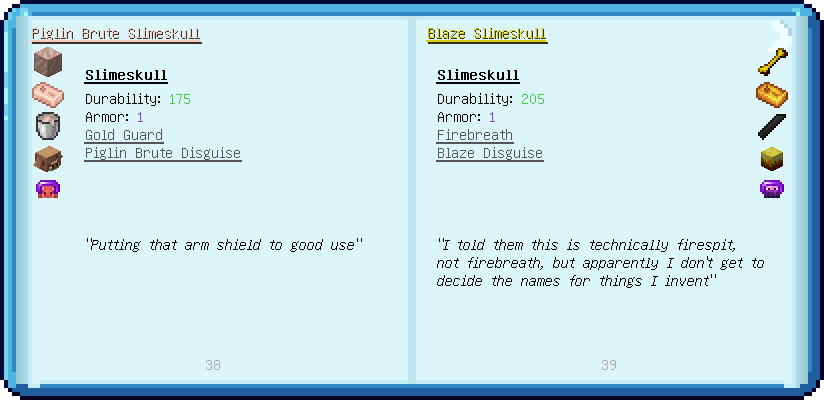 Piglin Brute Slimeskull
Slimeskull
Durability: 175
Armor: 1
Gold Guard
Piglin Brute Disguise
"Putting that arm shield to good use"
38
Blaze Slimeskull
Slimeskull
Durability: 205
Armor: 1
Firebreath
Blaze Disguise
"I told them this is technically firespit,
not firebreath, but apparently I don't get to
decide the names for things I invent"
39